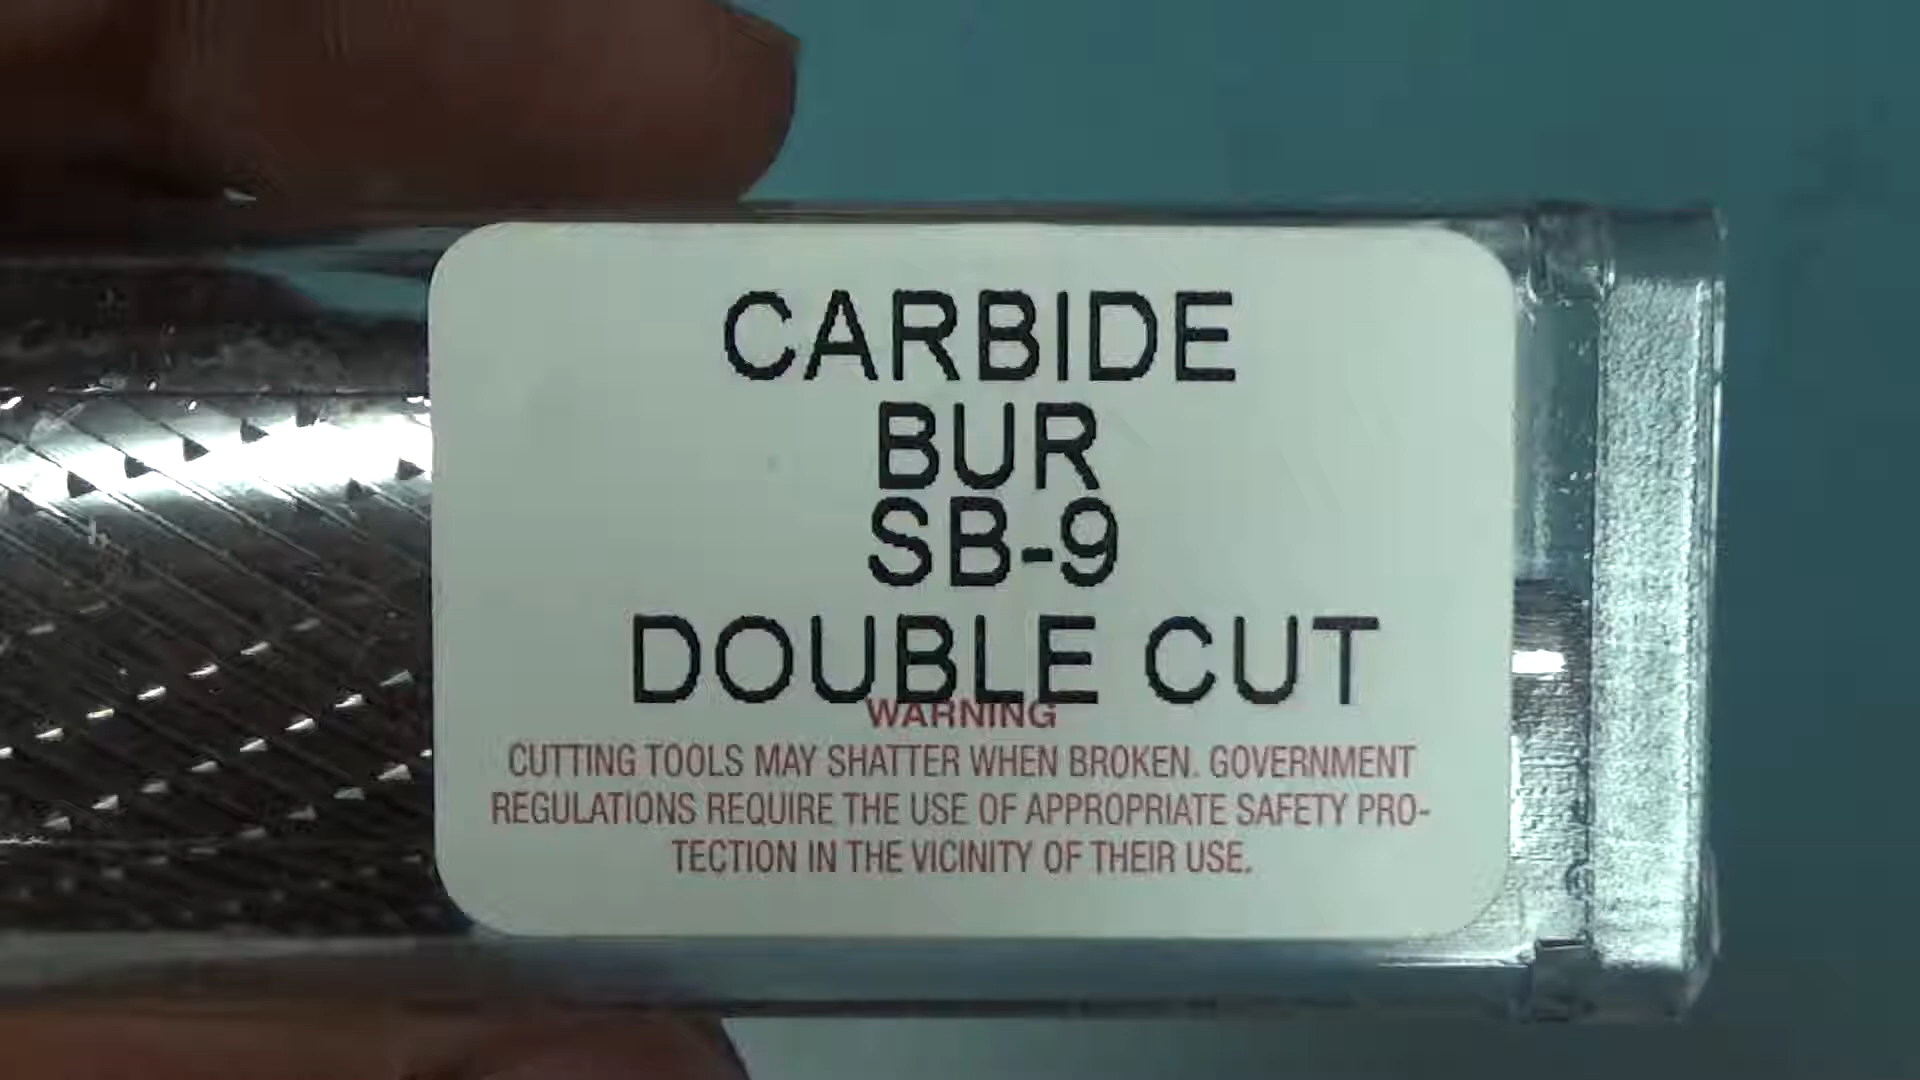 CARBIDE
BUR
SB-9
DOUBLE CUT
WARNING
CUTTING TOOLS MAY SHATTER WHEN BROKEN. GOVERNMENT
REGULATIONS REQUIRE THE USE OF APPROPRIATE SAFETY PRO-
TECTION IN THE VICINITY OF THEIR USE.